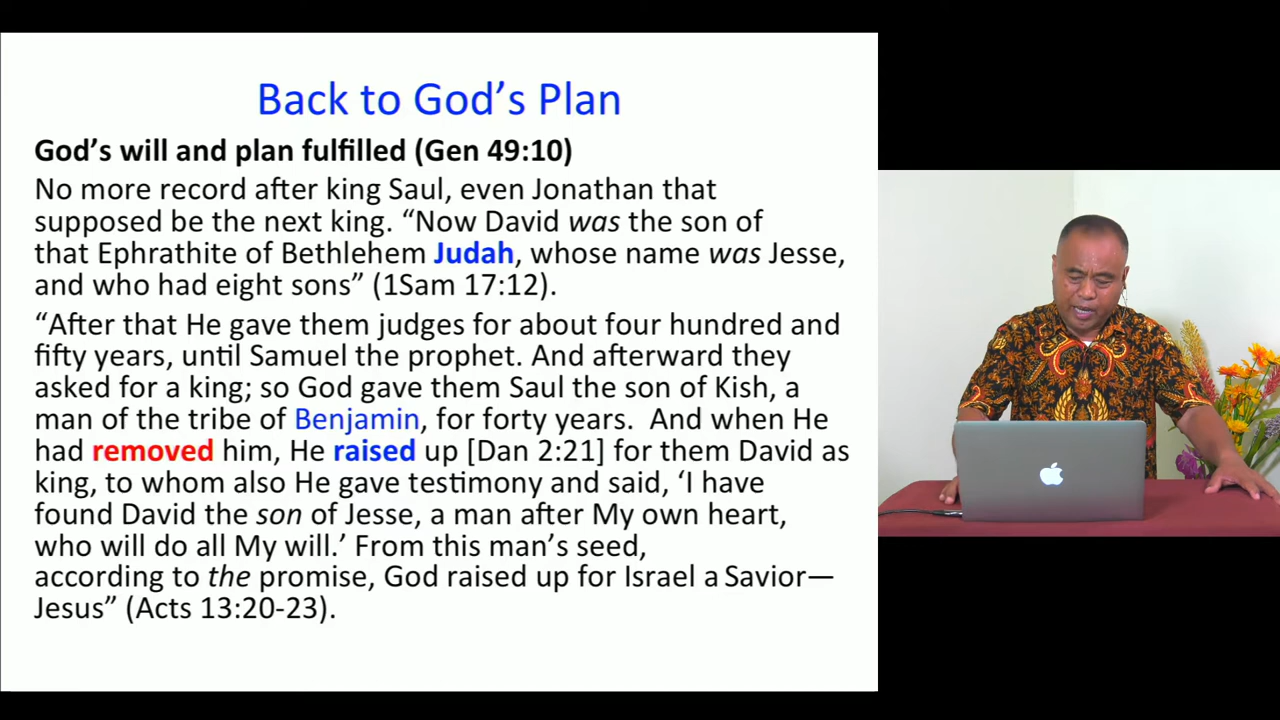 Back to God’s Plan
God’s will and plan fulfilled (Gen 49:10)
No more record after king Saul, even Jonathan that
supposed be the next king. “Now David was the son of
that Ephrathite of Bethlehem Judah, whose name was Jesse,
and who had eight sons” (1Sam 17:12).
“After that He gave them judges for about four hundred and
fifty years, until Samuel the prophet. And afterward they
asked for a king; so God gave them Saul the son of Kish, a
man of the tribe of Benjamin, for forty years.  And when He
had removed him, He raised up [Dan 2:21] for them David as
king, to whom also He gave testimony and said, ‘I have
found David the son of Jesse, a man after My own heart,
who will do all My will.’ From this man’s seed,
according to the promise, God raised up for Israel a Savior—
Jesus” (Acts 13:20-23).